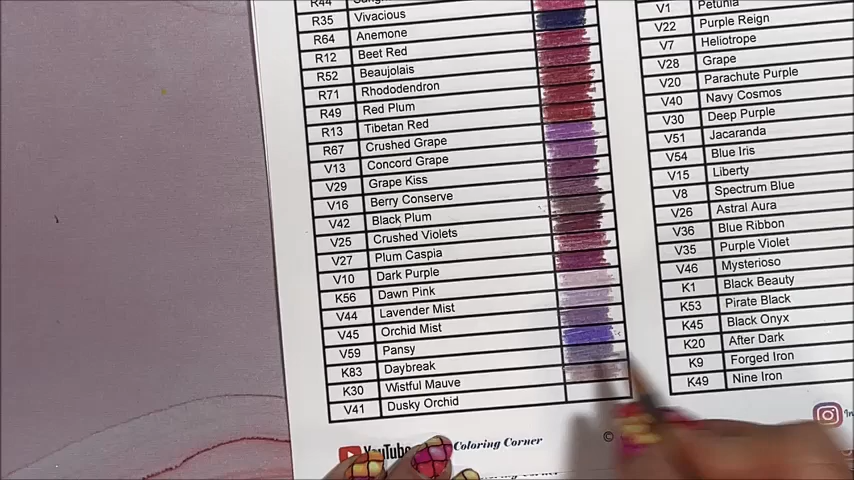 R44
R35 Vivacious
R64 Anemone
R12 Beet Red
R52 Beaujolais
R71 Rhododendron
R49 Red Plum
R13 Tibetan Red
R67 Crushed Grape
V13 Concord Grape
V29 Grape Kiss
V16 Berry Conserve
V42 Black Plum
V25 Crushed Violets
V27 Plum Caspia
V10 Dark Purple
K56 Dawn Pink
V44 Lavender Mist
V45 Orchid Mist
V59 Pansy
K83 Daybreak
K30 Wistful Mauve
V41 Dusky Orchid
V1 Petunia
V22 Purple Reign
V7 Heliotrope
V28 Grape
V20 Parachute Purple
V40 Navy Cosmos
V30 Deep Purple
V51 Jacaranda
V54 Blue Iris
V15 Liberty
V8 Spectrum Blue
V26 Astral Aura
V36 Blue Ribbon
V35 Purple Violet
V46 Mysterioso
K1 Black Beauty
K53 Pirate Black
K45 Black Onyx
K20 After Dark
K9 Forged Iron
K49 Nine Iron
YouTube Coloring Corner ©